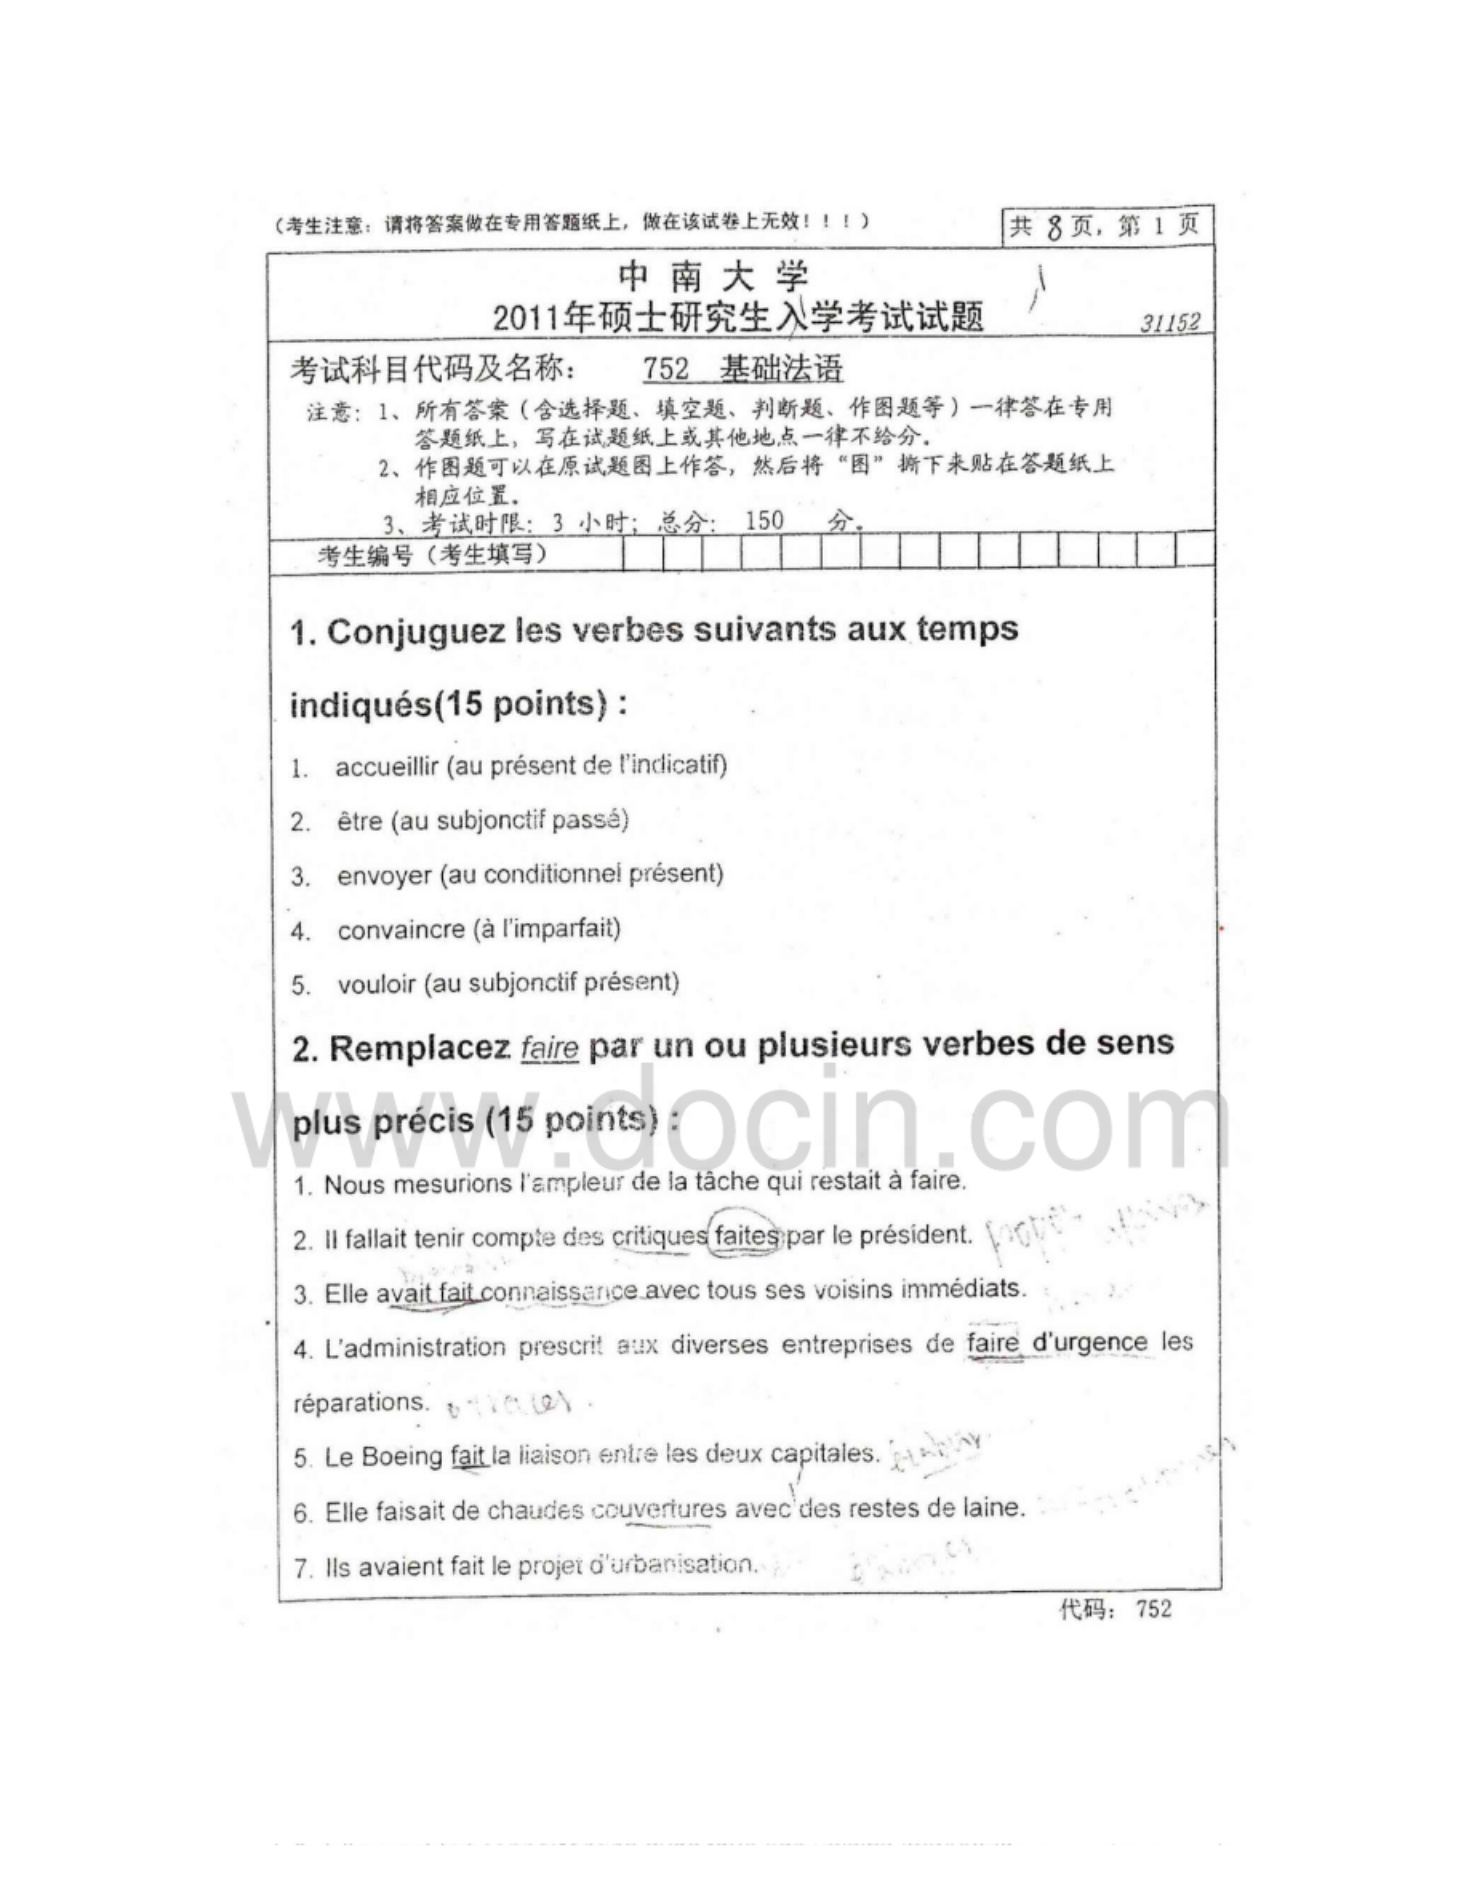 （考生注意：请将答案做在专用答题纸上，做在该试卷上无效！！！）
共 8 页，第 1 页
中 南 大 学
2011年硕士研究生入学考试试题
31152
考试科目代码及名称： 752 基础法语
注意：1、所有答案（含选择题、填空题、判断题、作图题等）一律答在专用
答题纸上，写在试题纸上或其他地点一律不给分。
2、作图题可以在原试题图上作答，然后将“图”撕下来贴在答题纸上
相应位置。
3、考试时限：3 小时；总分： 150 分。
考生编号（考生填写）
1. Conjuguez les verbes suivants aux temps
indiqués(15 points) :
1. accueillir (au présent de l'indicatif)
2. être (au subjonctif passé)
3. envoyer (au conditionnel présent)
4. convaincre (à l'imparfait)
5. vouloir (au subjonctif présent)
2. Remplacez faire par un ou plusieurs verbes de sens
plus précis (15 points) :
www.docin.com
1. Nous mesurions l'ampleur de la tâche qui restait à faire.
2. Il fallait tenir compte des critiques faites par le président.
3. Elle avait fait connaissance avec tous ses voisins immédiats.
4. L'administration prescrit aux diverses entreprises de faire d'urgence les
réparations.
5. Le Boeing fait la liaison entre les deux capitales.
6. Elle faisait de chaudes couvertures avec des restes de laine.
7. Ils avaient fait le projet d'urbanisation.
代码： 752